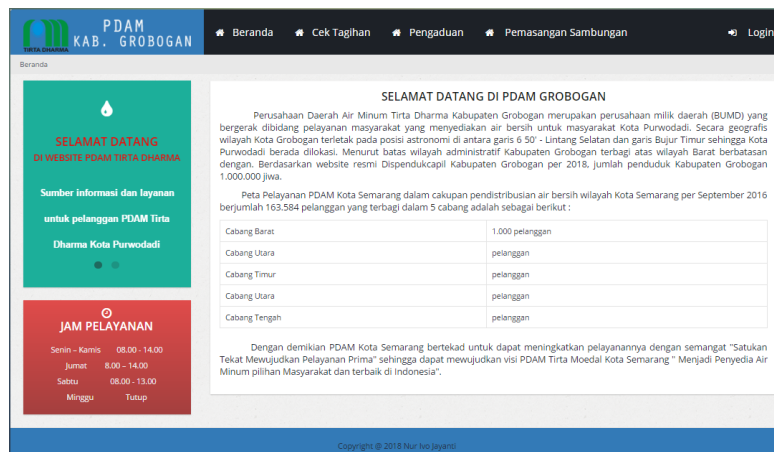 PDAM
KAB. GROBOGAN
TIRTA DHARMA
Beranda
Cek Tagihan
Pengaduan
Pemasangan Sambungan
Login
Beranda
SELAMAT DATANG
DI WEBSITE PDAM TIRTA DHARMA
Sumber informasi dan layanan
untuk pelanggan PDAM Tirta
Dharma Kota Purwodadi
JAM PELAYANAN
Senin – Kamis 08.00 - 14.00
Jumat 8.00 – 14.00
Sabtu 08.00 - 13.00
Minggu Tutup
SELAMAT DATANG DI PDAM GROBOGAN
Perusahaan Daerah Air Minum Tirta Dharma Kabupaten Grobogan merupakan perusahaan milik daerah (BUMD) yang
bergerak dibidang pelayanan masyarakat yang menyediakan air bersih untuk masyarakat Kota Purwodadi. Secara geografis
wilayah Kota Grobogan terletak pada posisi astronomi di antara garis 6 50' - Lintang Selatan dan garis Bujur Timur sehingga Kota
Purwodadi berada dilokasi. Menurut batas wilayah administratif Kabupaten Grobogan terbagi atas wilayah Barat berbatasan
dengan. Berdasarkan website resmi Dispendukcapil Kabupaten Grobogan per 2018, jumlah penduduk Kabupaten Grobogan
1.000.000 jiwa.
Peta Pelayanan PDAM Kota Semarang dalam cakupan pendistribusian air bersih wilayah Kota Semarang per September 2016
berjumlah 163.584 pelanggan yang terbagi dalam 5 cabang adalah sebagai berikut :
Cabang Barat 1.000 pelanggan
Cabang Utara pelanggan
Cabang Timur pelanggan
Cabang Utara pelanggan
Cabang Tengah pelanggan
Dengan demikian PDAM Kota Semarang bertekad untuk dapat meningkatkan pelayanannya dengan semangat "Satukan
Tekat Mewujudkan Pelayanan Prima" sehingga dapat mewujudkan visi PDAM Tirta Moedal Kota Semarang " Menjadi Penyedia Air
Minum pilihan Masyarakat dan terbaik di Indonesia".
Copyright @ 2018 Nur Ivo Jayanti